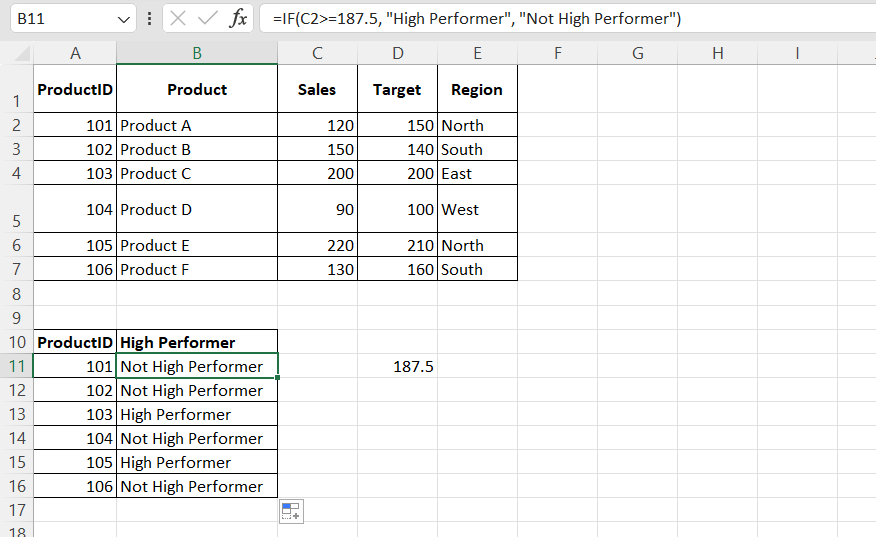 B11 fx =IF(C2>=187.5, "High Performer", "Not High Performer")
A B C D E F G H I
1 ProductID Product Sales Target Region
2 101 Product A 120 150 North
3 102 Product B 150 140 South
4 103 Product C 200 200 East
5 104 Product D 90 100 West
6 105 Product E 220 210 North
7 106 Product F 130 160 South
8
9
10 ProductID High Performer
11 101 Not High Performer 187.5
12 102 Not High Performer
13 103 High Performer
14 104 Not High Performer
15 105 High Performer
16 106 Not High Performer
17
18